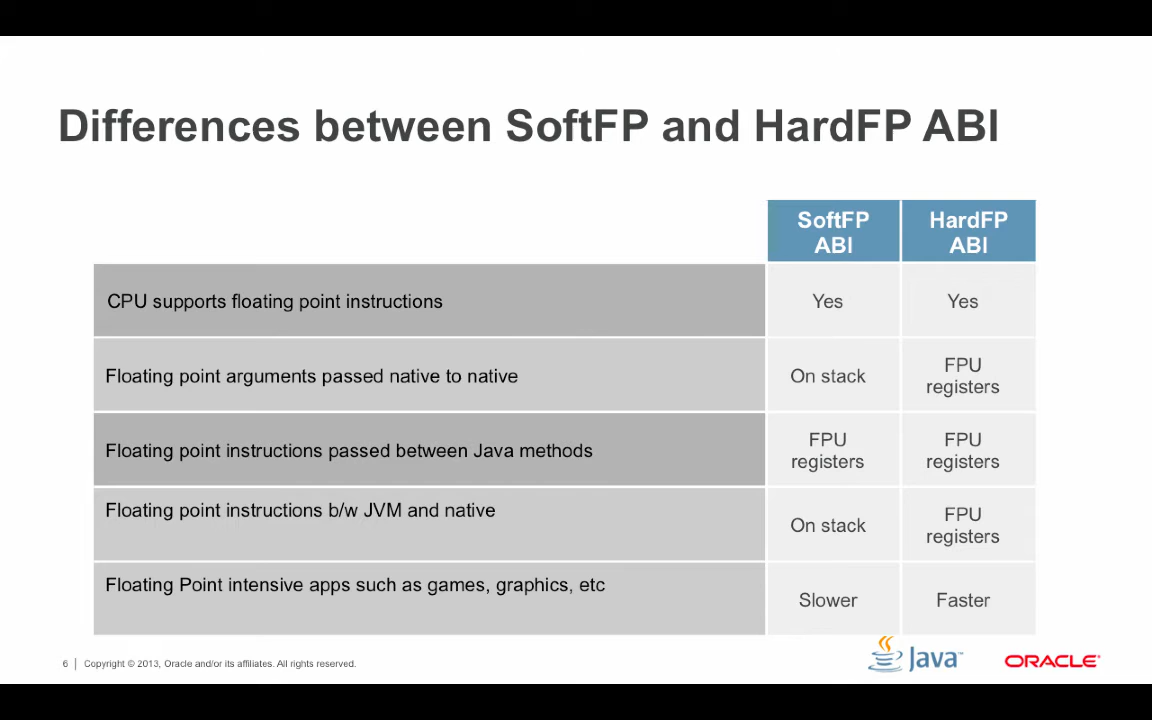 Differences between SoftFP and HardFP ABI
SoftFP
ABI
HardFP
ABI
CPU supports floating point instructions
Yes
Yes
Floating point arguments passed native to native
On stack
FPU
registers
Floating point instructions passed between Java methods
FPU
registers
FPU
registers
Floating point instructions b/w JVM and native
On stack
FPU
registers
Floating Point intensive apps such as games, graphics, etc
Slower
Faster
6 | Copyright © 2013, Oracle and/or its affiliates. All rights reserved.
Java™
ORACLE®